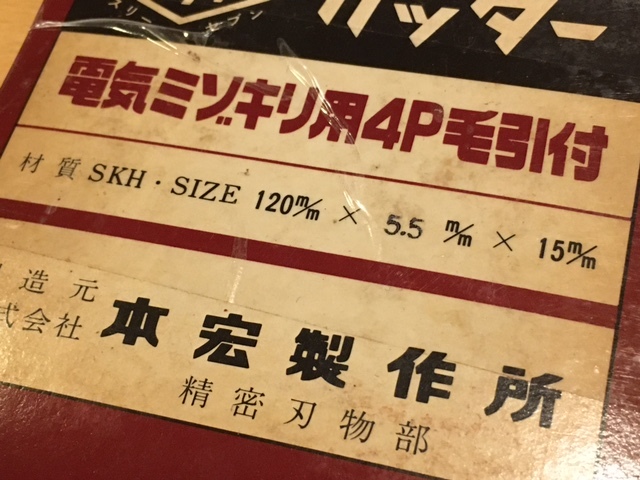 スリー セブン
リッター
電気ミゾキリ用4P毛引付
材質 SKH・SIZE 120m/m × 5.5 m/m × 15m/m
造元
式会社 本宏製作所
精密刃物部